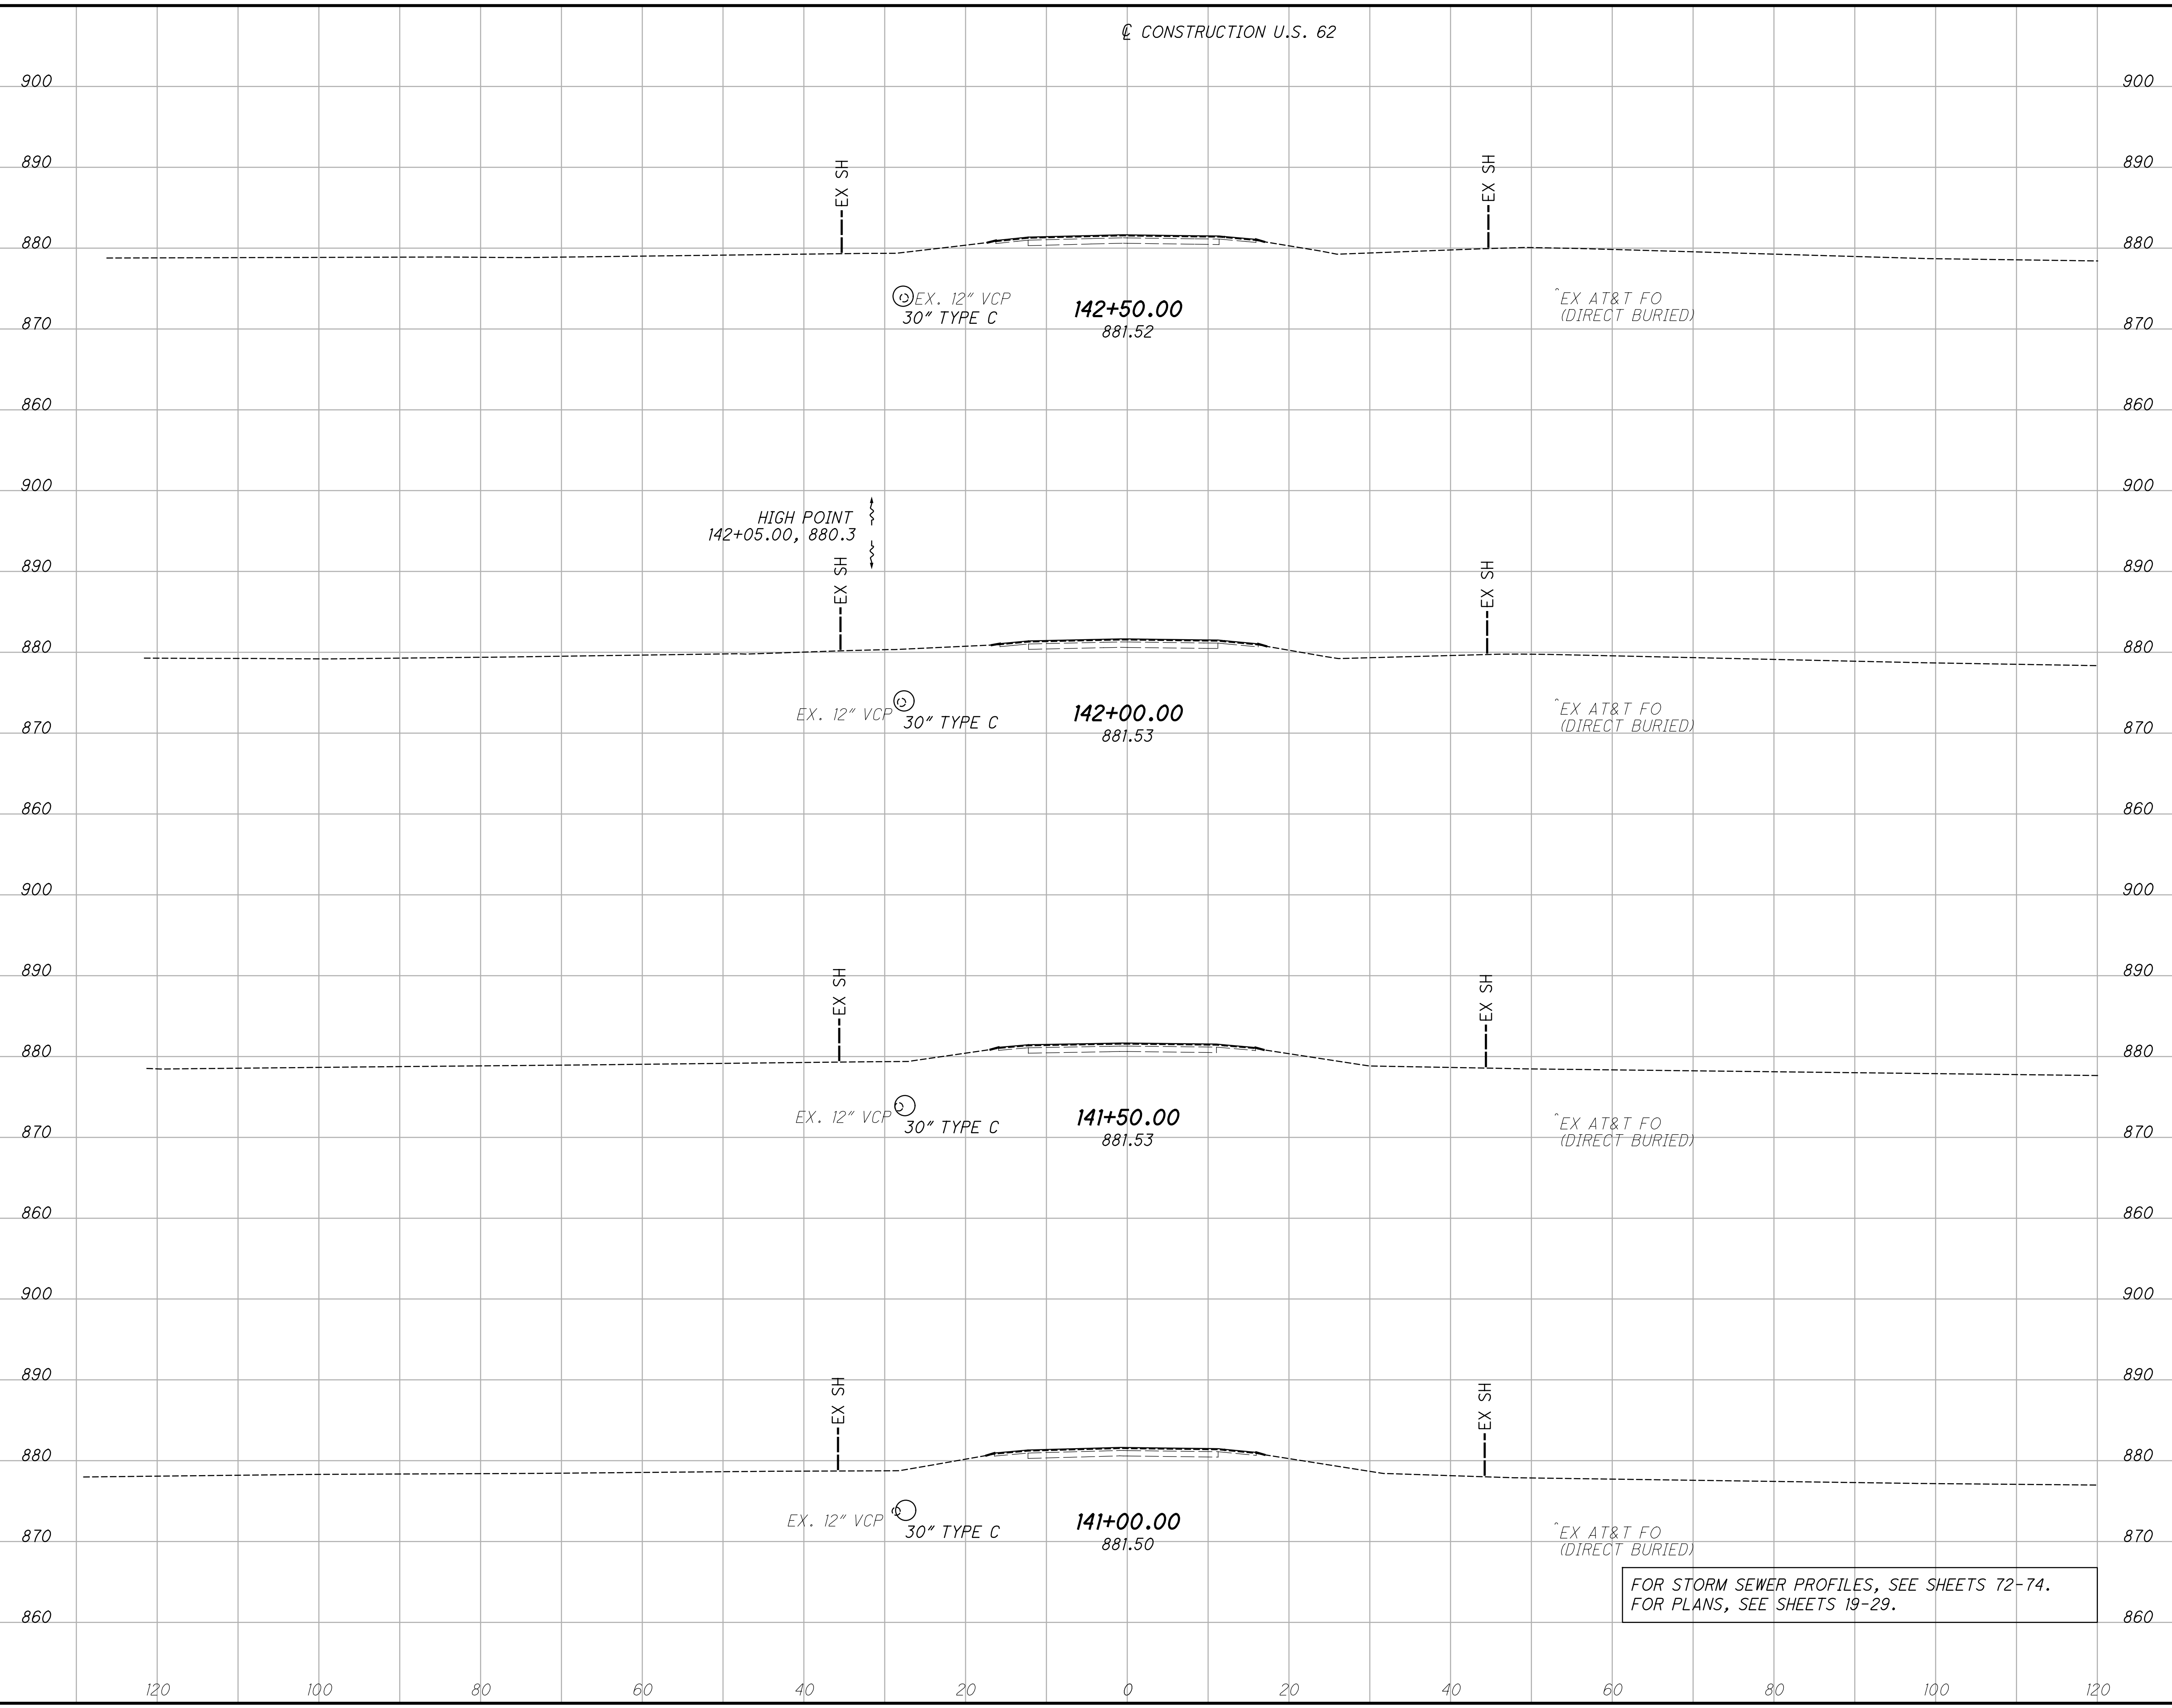 ℄ CONSTRUCTION U.S. 62
900 900
890 890
EX SH EX SH
880 880
EX. 12" VCP
30" TYPE C
142+50.00
881.52
EX AT&T FO
(DIRECT BURIED)
870 870
860 860
900 900
HIGH POINT
142+05.00, 880.3
890 890
EX SH EX SH
880 880
EX. 12" VCP
30" TYPE C
142+00.00
881.53
EX AT&T FO
(DIRECT BURIED)
870 870
860 860
900 900
890 890
EX SH EX SH
880 880
EX. 12" VCP
30" TYPE C
141+50.00
881.53
EX AT&T FO
(DIRECT BURIED)
870 870
860 860
900 900
890 890
EX SH EX SH
880 880
EX. 12" VCP
30" TYPE C
141+00.00
881.50
EX AT&T FO
(DIRECT BURIED)
870 870
FOR STORM SEWER PROFILES, SEE SHEETS 72-74.
FOR PLANS, SEE SHEETS 19-29.
860 860
120 100 80 60 40 20 0 20 40 60 80 100 120